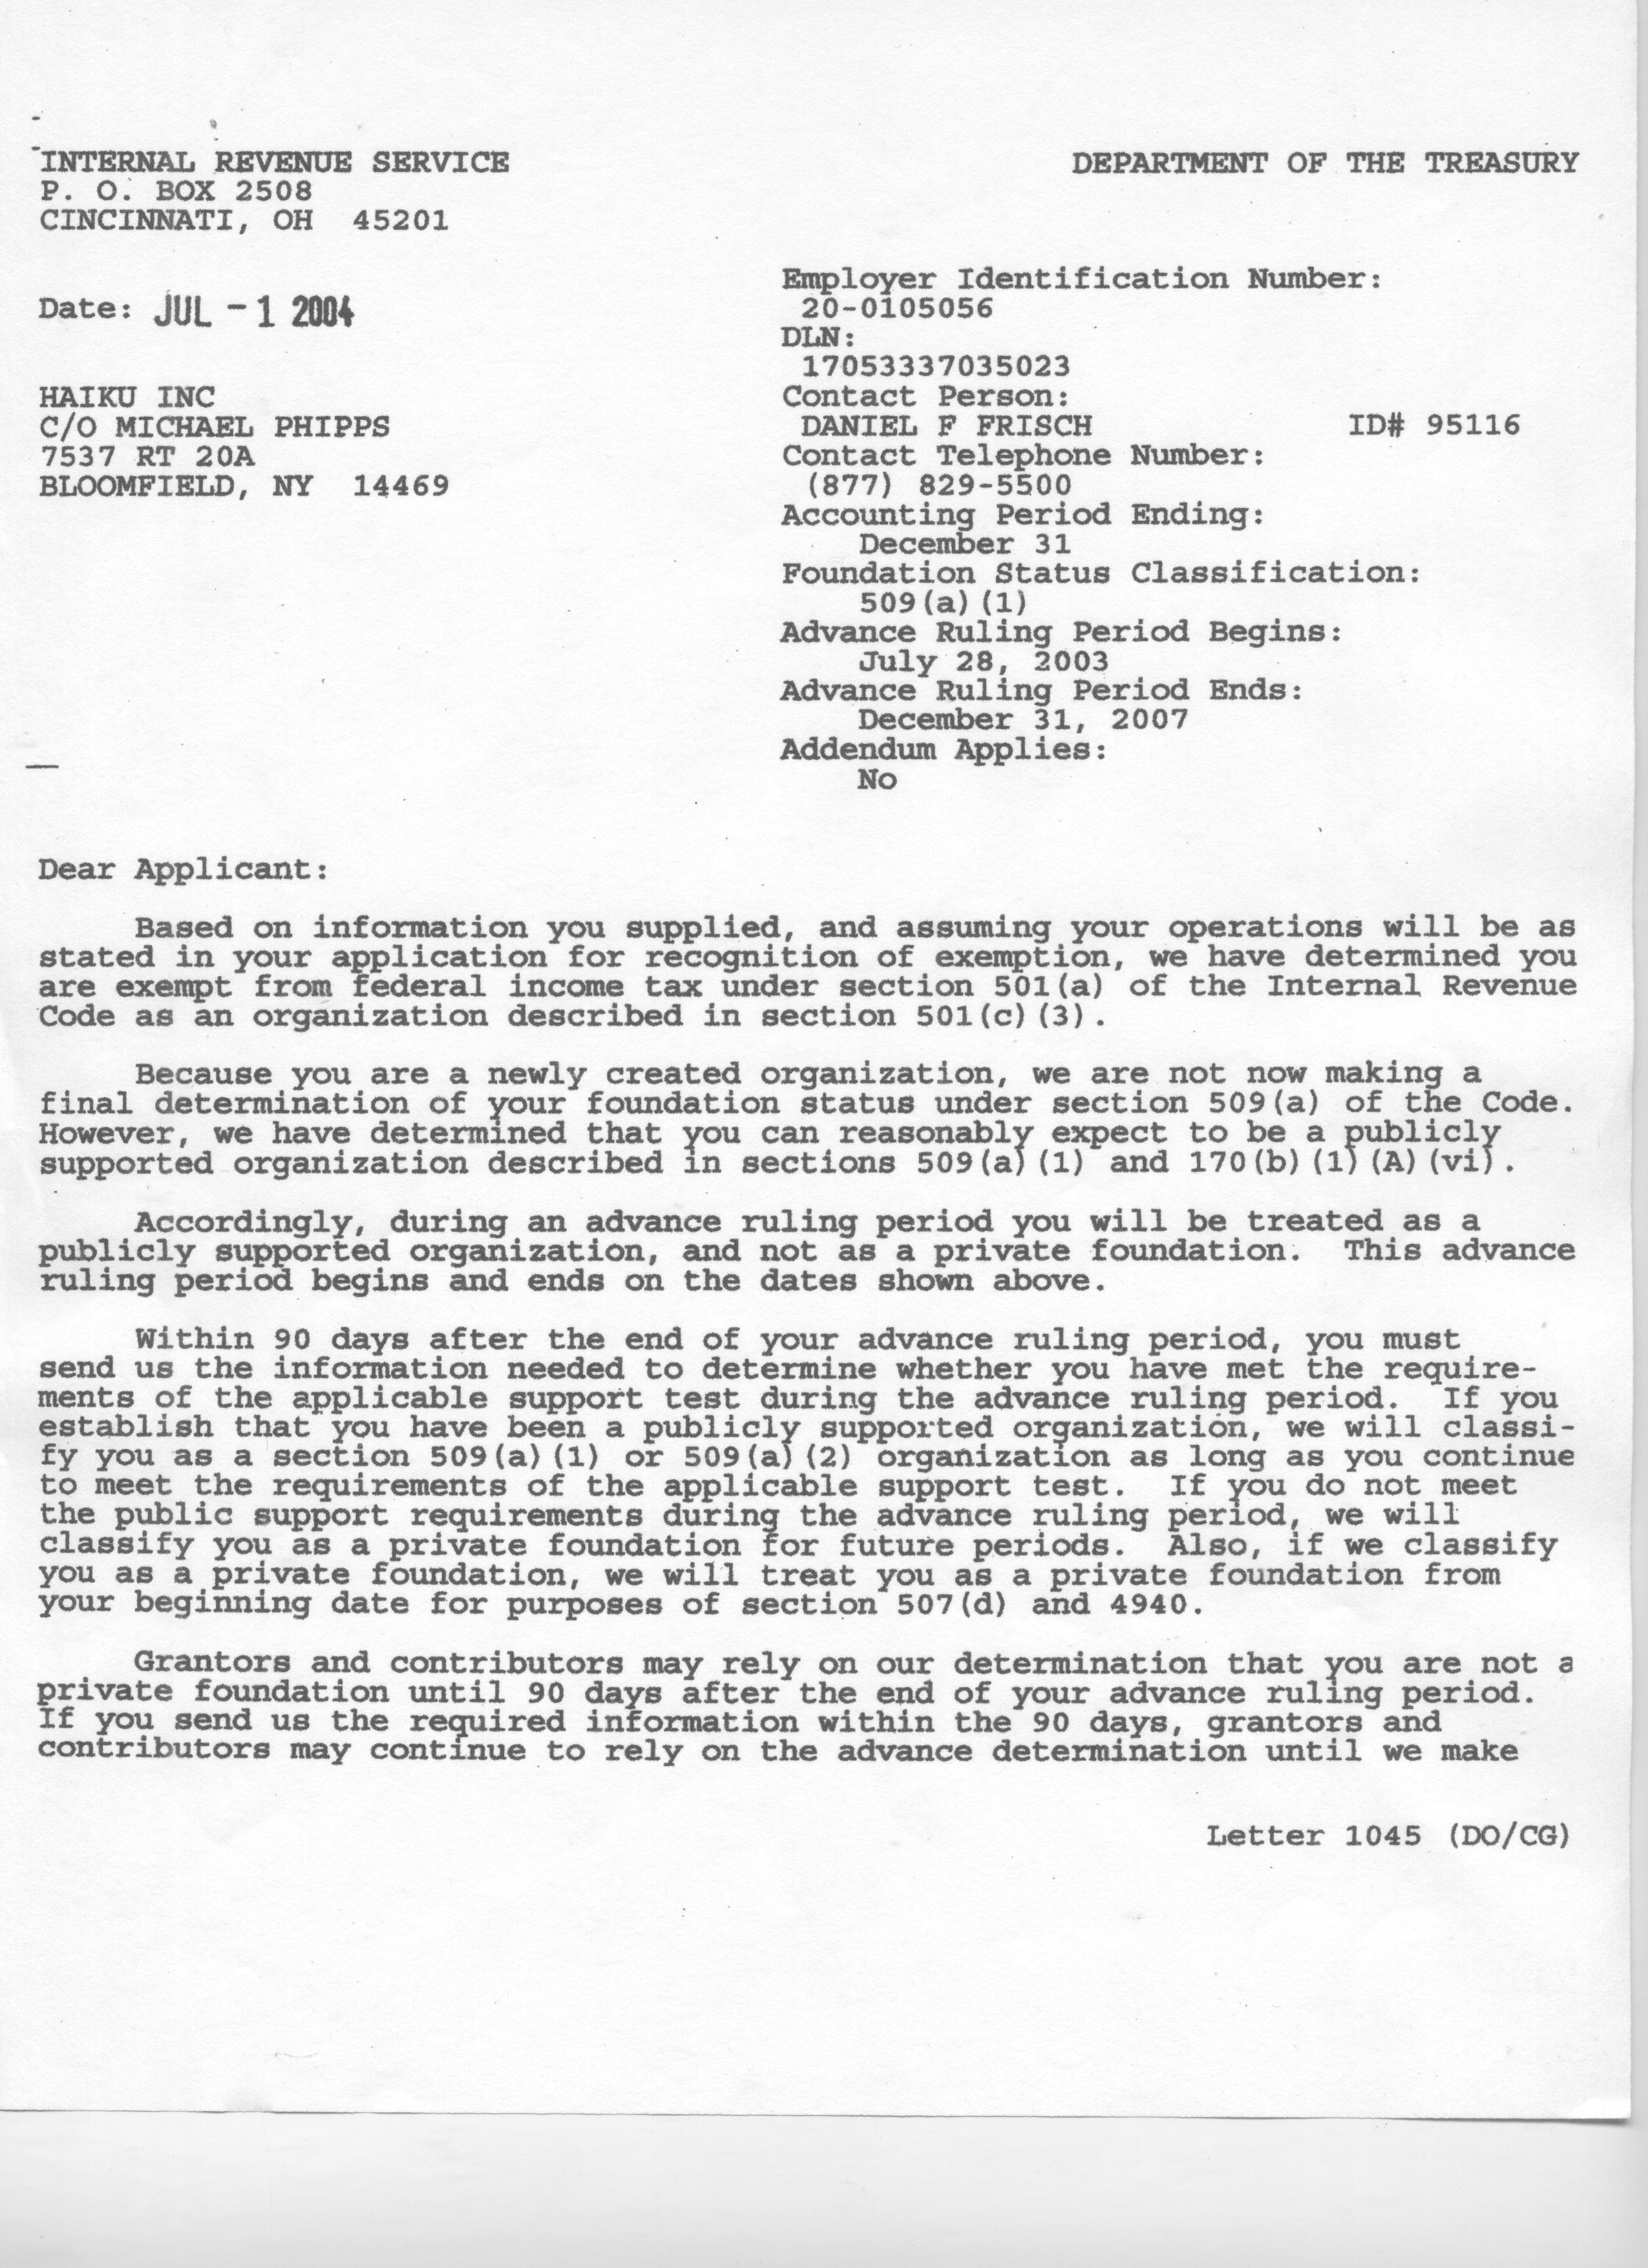 INTERNAL REVENUE SERVICE
P. O. BOX 2508
CINCINNATI, OH  45201
DEPARTMENT OF THE TREASURY
Date: JUL - 1 2004
HAIKU INC
C/O MICHAEL PHIPPS
7537 RT 20A
BLOOMFIELD, NY  14469
Employer Identification Number:
20-0105056
DLN:
17053337035023
Contact Person:
DANIEL F FRISCH    ID# 95116
Contact Telephone Number:
(877) 829-5500
Accounting Period Ending:
December 31
Foundation Status Classification:
509(a)(1)
Advance Ruling Period Begins:
July 28, 2003
Advance Ruling Period Ends:
December 31, 2007
Addendum Applies:
No
Dear Applicant:
Based on information you supplied, and assuming your operations will be as
stated in your application for recognition of exemption, we have determined you
are exempt from federal income tax under section 501(a) of the Internal Revenue
Code as an organization described in section 501(c)(3).
Because you are a newly created organization, we are not now making a
final determination of your foundation status under section 509(a) of the Code.
However, we have determined that you can reasonably expect to be a publicly
supported organization described in sections 509(a)(1) and 170(b)(1)(A)(vi).
Accordingly, during an advance ruling period you will be treated as a
publicly supported organization, and not as a private foundation.  This advance
ruling period begins and ends on the dates shown above.
Within 90 days after the end of your advance ruling period, you must
send us the information needed to determine whether you have met the require-
ments of the applicable support test during the advance ruling period.  If you
establish that you have been a publicly supported organization, we will classi-
fy you as a section 509(a)(1) or 509(a)(2) organization as long as you continue
to meet the requirements of the applicable support test.  If you do not meet
the public support requirements during the advance ruling period, we will
classify you as a private foundation for future periods.  Also, if we classify
you as a private foundation, we will treat you as a private foundation from
your beginning date for purposes of section 507(d) and 4940.
Grantors and contributors may rely on our determination that you are not a
private foundation until 90 days after the end of your advance ruling period.
If you send us the required information within the 90 days, grantors and
contributors may continue to rely on the advance determination until we make
Letter 1045 (DO/CG)